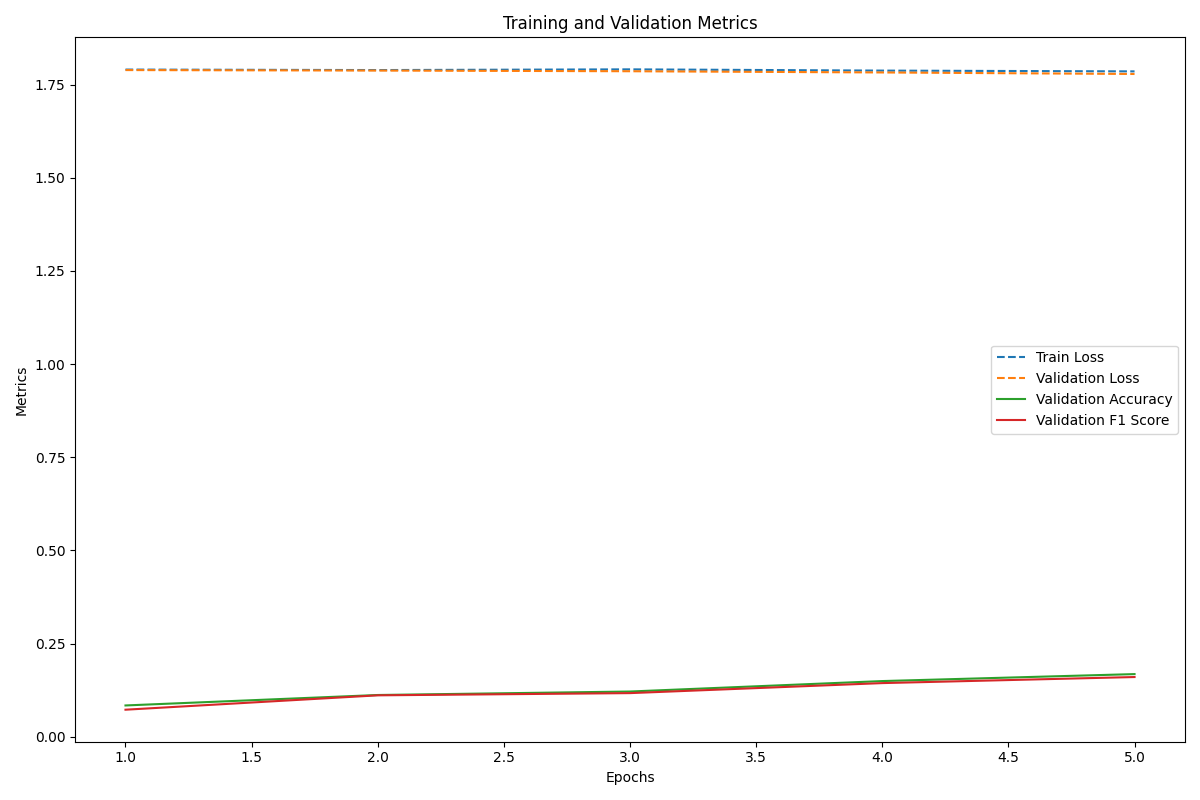 Training and Validation Metrics
Metrics
1.75
1.50
1.25
1.00
0.75
0.50
0.25
0.00
Train Loss
Validation Loss
Validation Accuracy
Validation F1 Score
1.0 1.5 2.0 2.5 3.0 3.5 4.0 4.5 5.0
Epochs